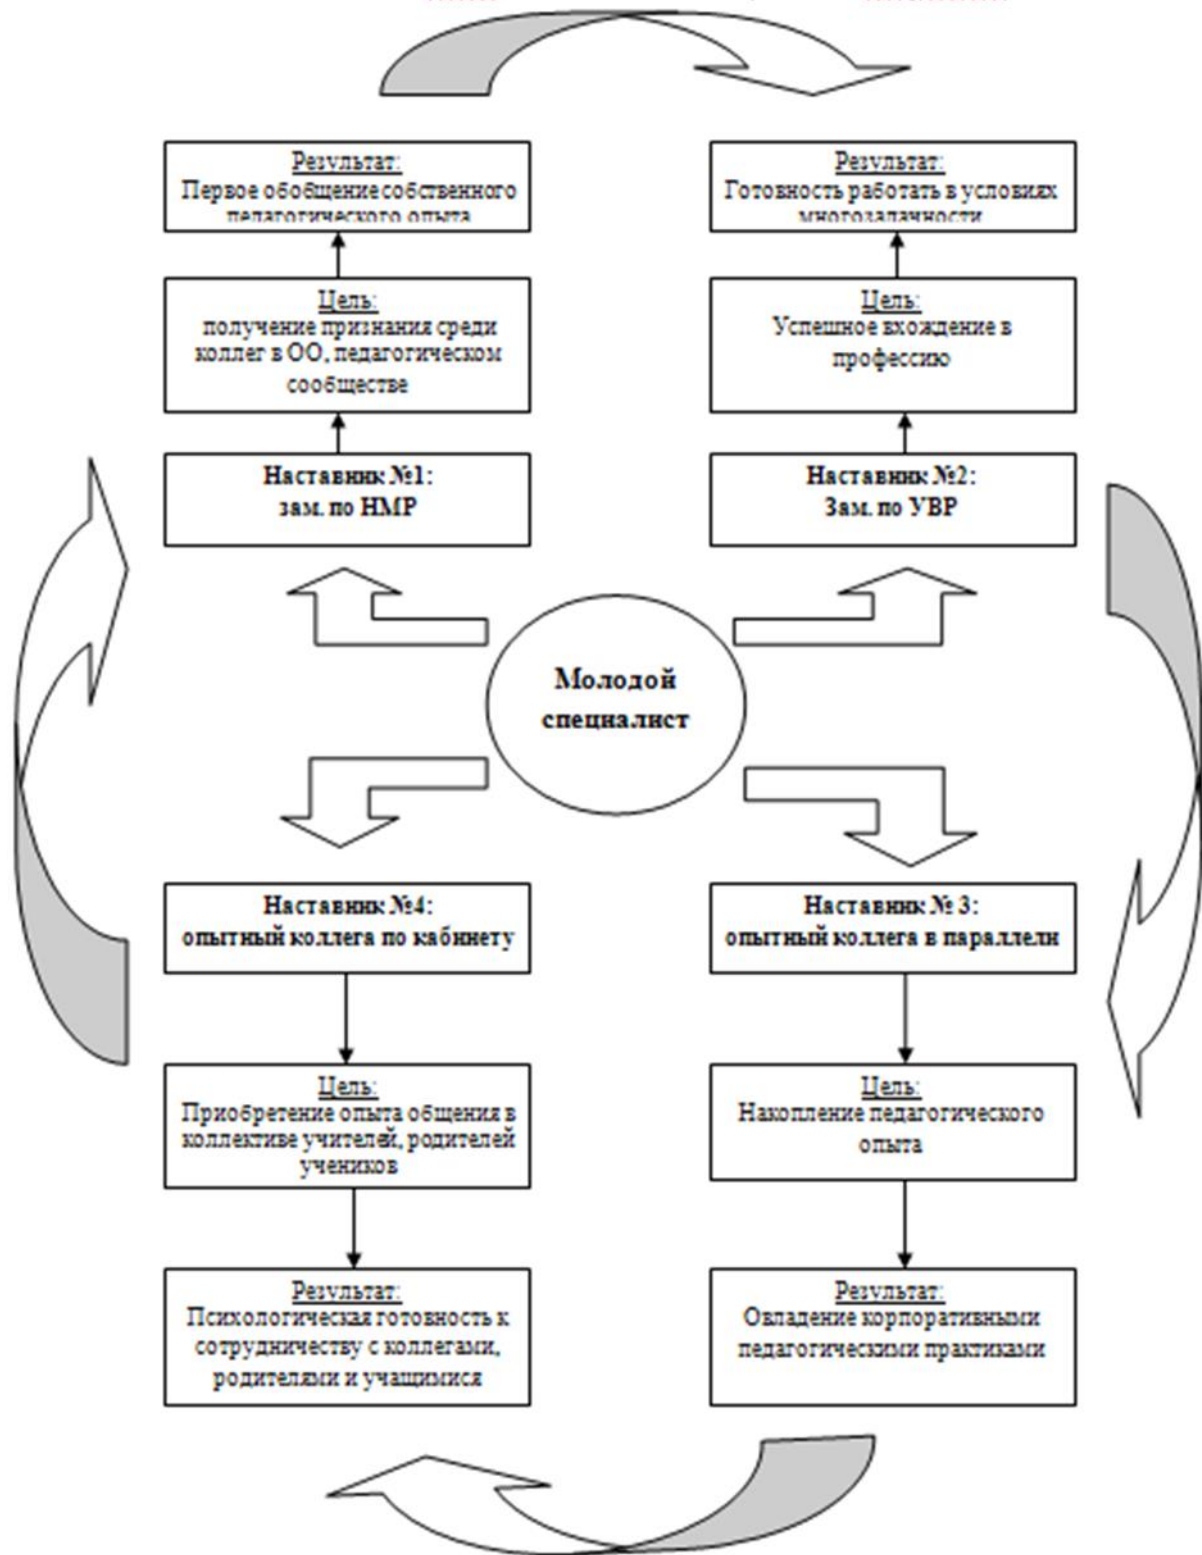 Результат:
Первое обобщение собственного
педагогического опыта
Результат:
Готовность работать в условиях
многозадачности
Цель:
получение признания среди
коллег в ОО, педагогическом
сообществе
Цель:
Успешное вхождение в
профессию
Наставник №1:
зам. по НМР
Наставник №2:
Зам. по УВР
Молодой
специалист
Наставник №4:
опытный коллега по кабинету
Наставник № 3:
опытный коллега в параллели
Цель:
Приобретение опыта общения в
коллективе учителей, родителей
учеников
Цель:
Накопление педагогического
опыта
Результат:
Психологическая готовность к
сотрудничеству с коллегами,
родителями и учащимися
Результат:
Овладение корпоративными
педагогическими практиками